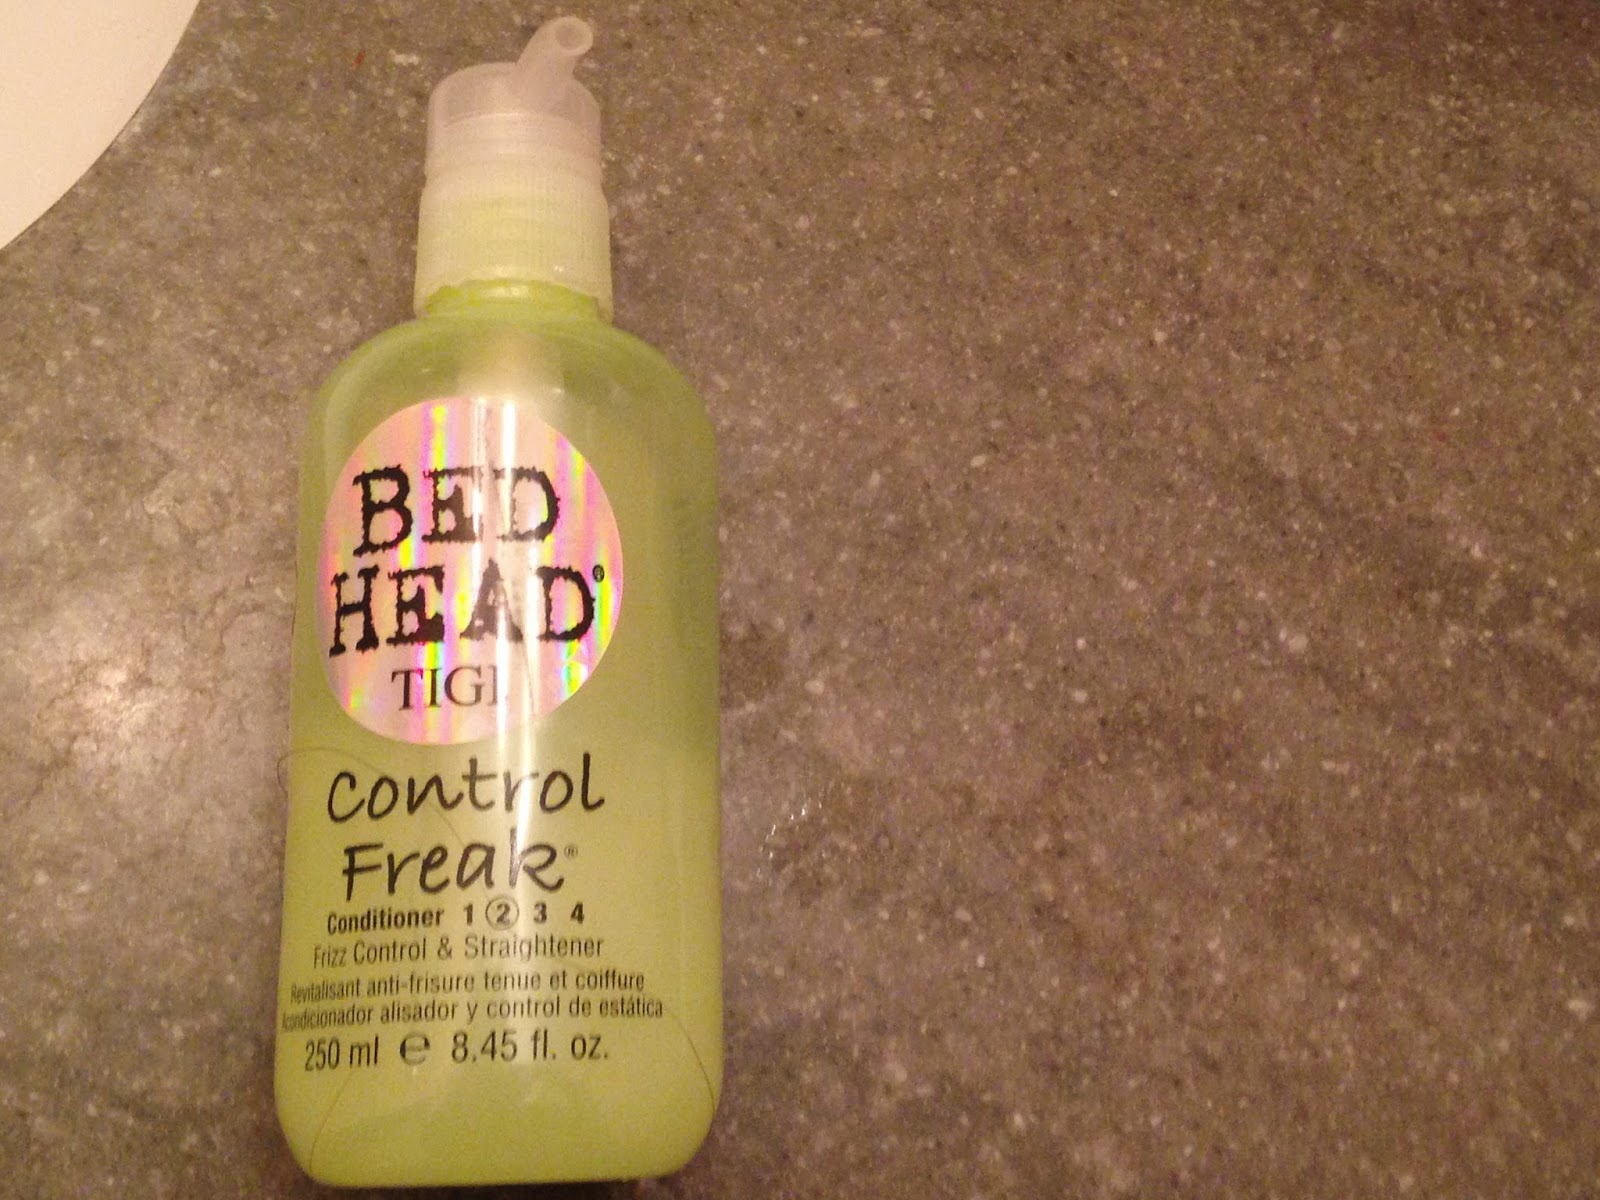 BED
HEAD®
TIGI
Control
Freak®
Conditioner 1 2 3 4
Frizz Control & Straightener
Revitalisant anti-frisure tenue et coiffure
Acondicionador alisador y control de estática
250 ml e 8.45 fl. oz.